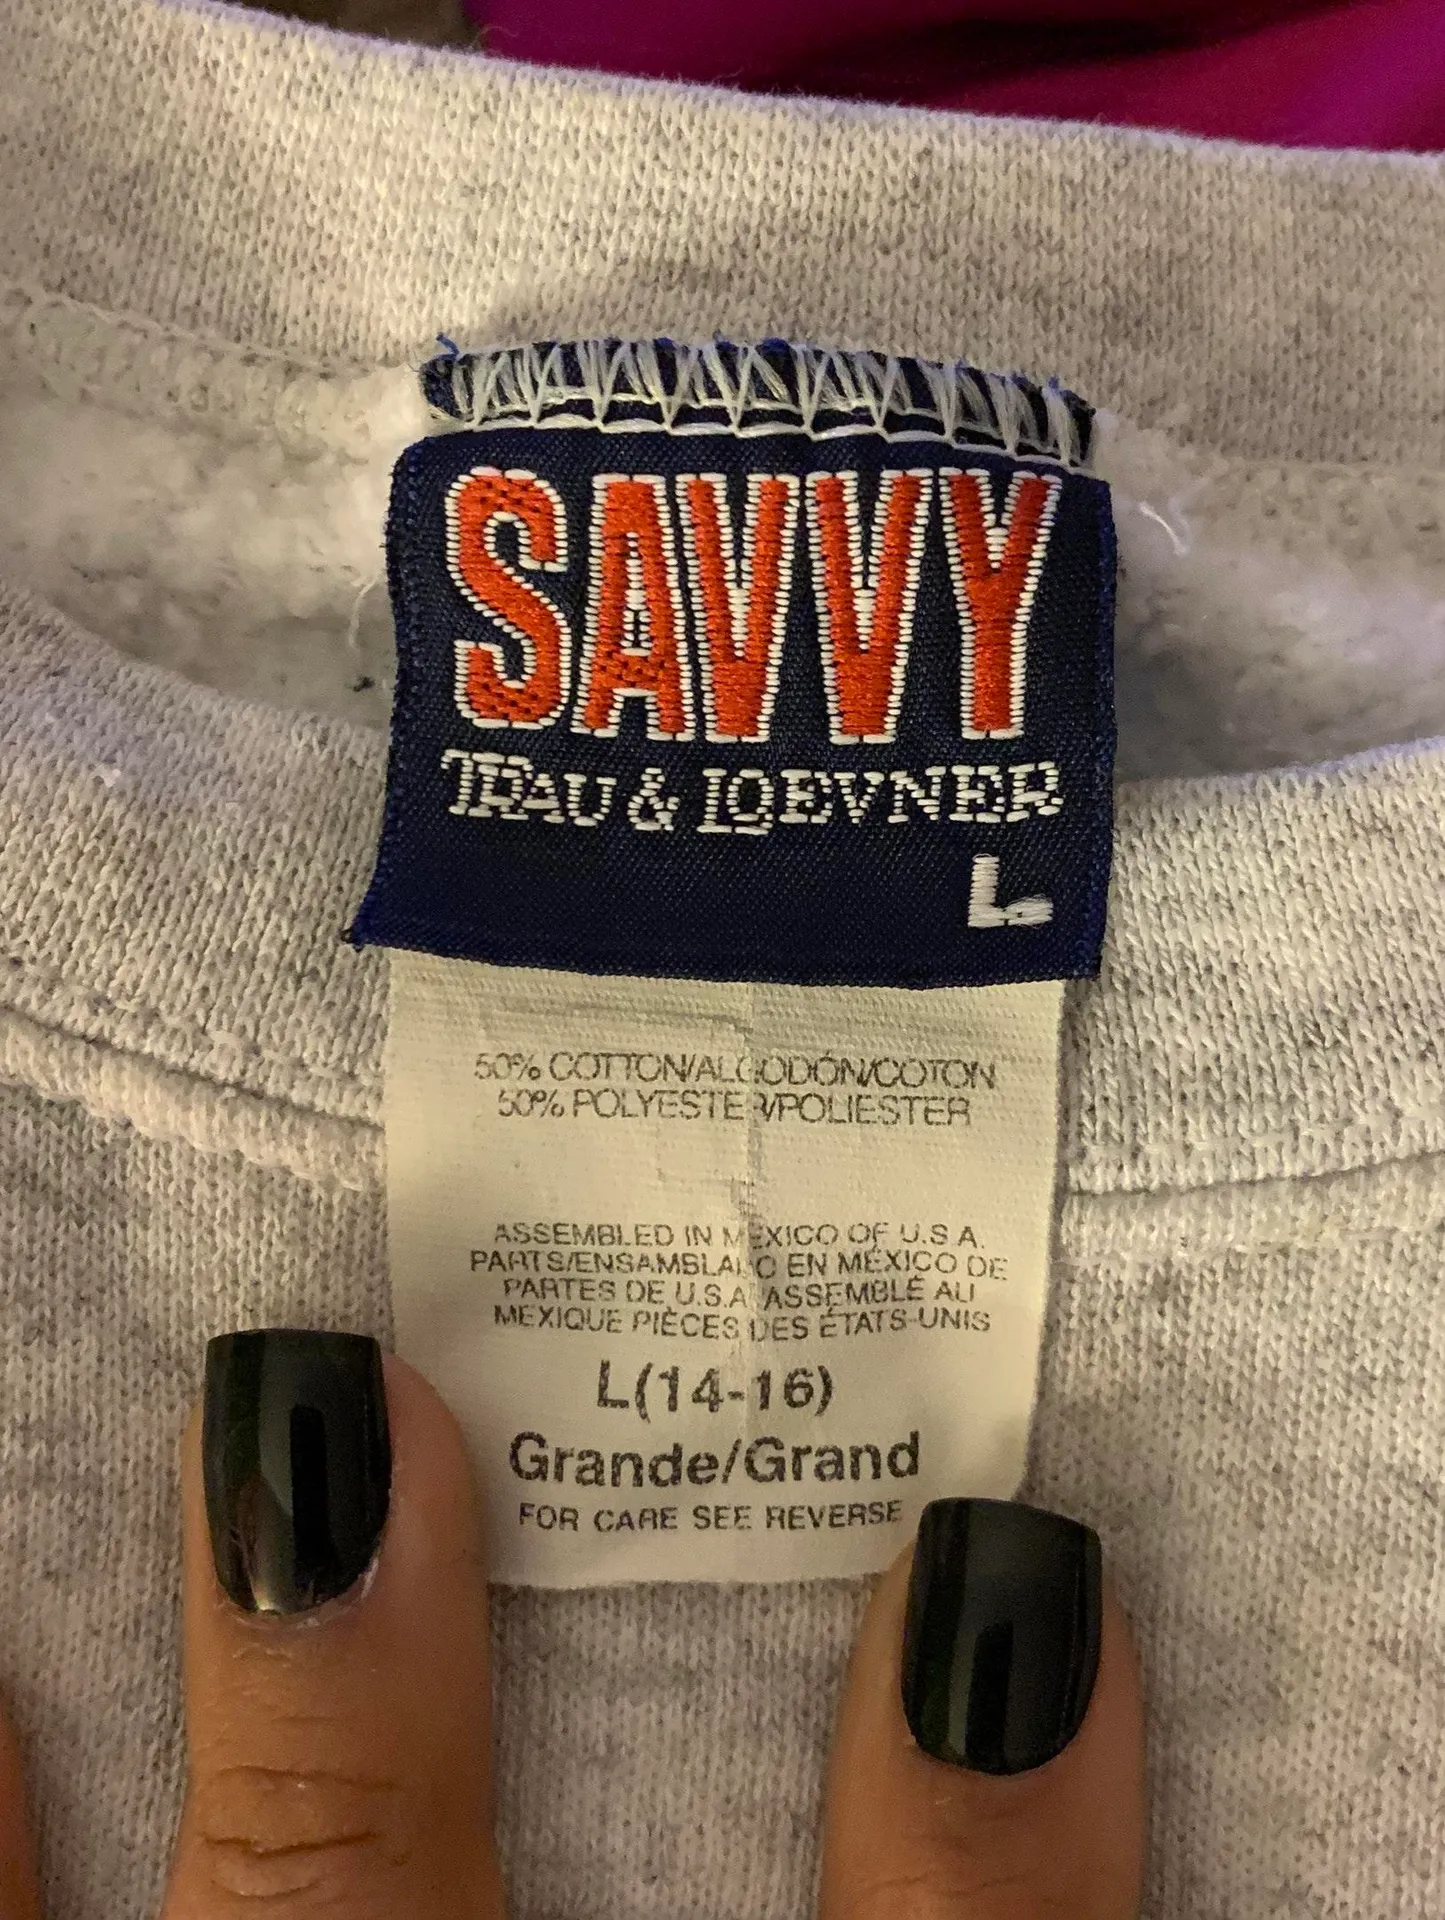 SAVVY
TRAU & LOEVNER
L
50% COTTON/ALGODÓN/COTON
50% POLYESTER/POLIESTER
ASSEMBLED IN MEXICO OF U.S.A.
PARTS/ENSAMBLADO EN MÉXICO DE
PARTES DE U.S.A/ASSEMBLÉ AU
MEXIQUE PIÈCES DES ÉTATS-UNIS
L(14-16)
Grande/Grand
FOR CARE SEE REVERSE